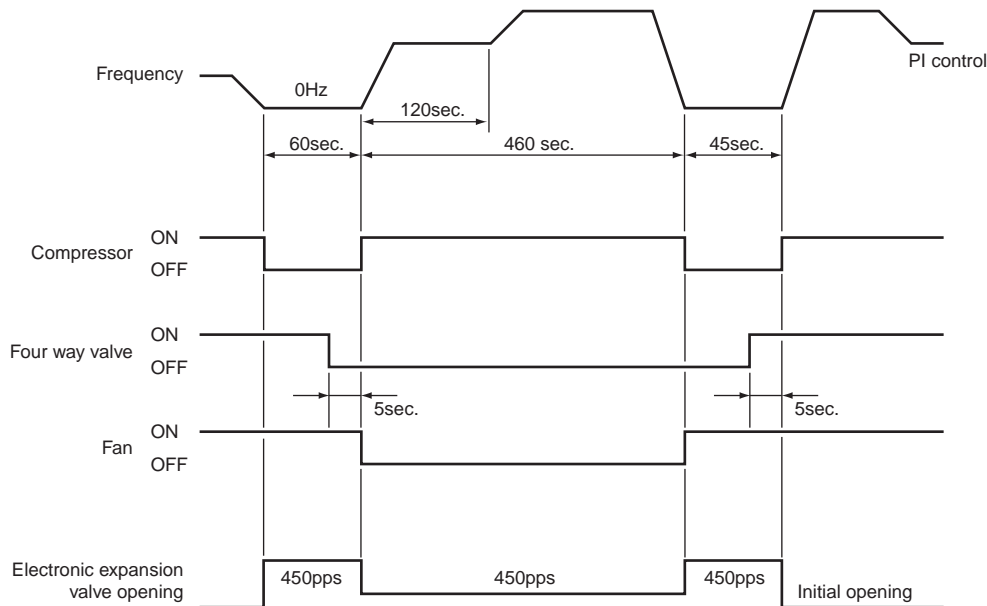 PI control
Frequency
0Hz
120sec.
60sec.
460 sec.
45sec.
ON
Compressor
OFF
ON
Four way valve
OFF
5sec.
5sec.
ON
Fan
OFF
Electronic expansion
valve opening
450pps
450pps
450pps
Initial opening